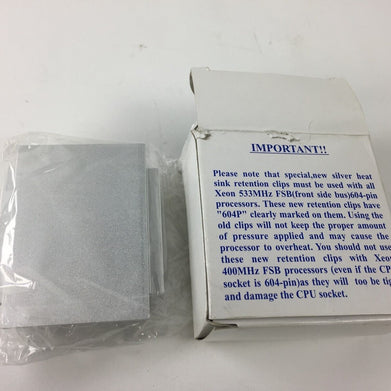 IMPORTANT!!
Please note that special,new silver heat
sink retention clips must be used with all
Xeon 533MHz FSB(front side bus)604-pin
processors. These new retention clips have
"604P" clearly marked on them. Using the
old clips will not keep the proper amount
of pressure applied and may cause the
processor to overheat. You should not use
these new retention clips with Xeo
400MHz FSB processors (even if the CP
socket is 604-pin)as they will too be tig
and damage the CPU socket.